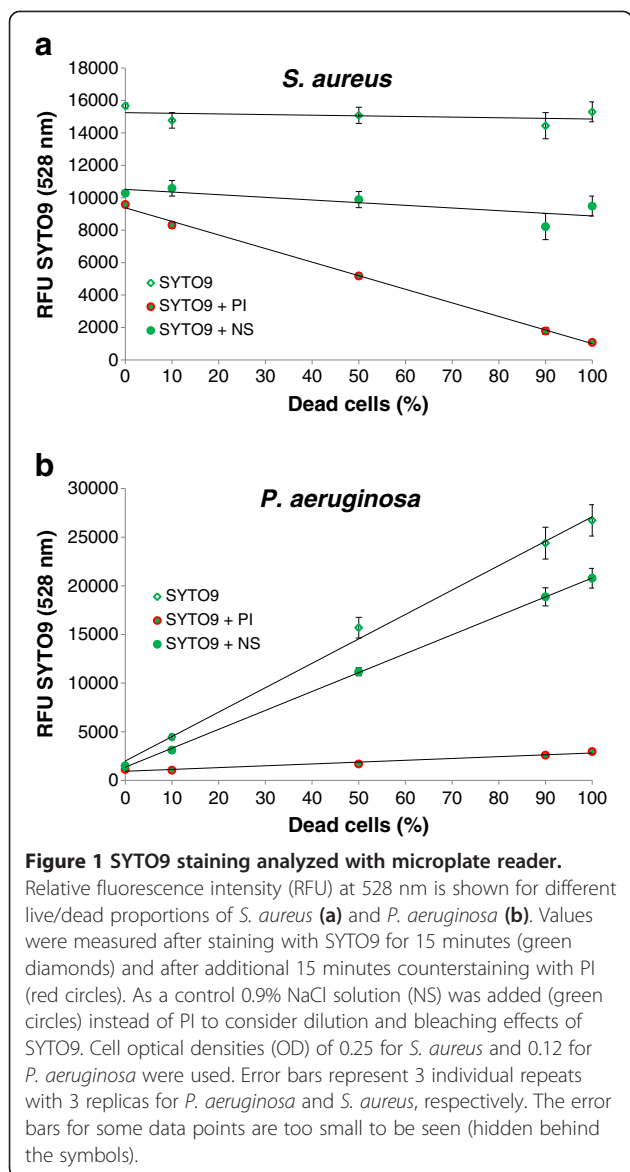 a
S. aureus
18000
16000
14000
12000
10000
8000
6000
4000
2000
0
RFU SYTO9 (528 nm)
SYTO9
SYTO9 + PI
SYTO9 + NS
0 10 20 30 40 50 60 70 80 90 100
Dead cells (%)
b
P. aeruginosa
30000
25000
20000
15000
10000
5000
0
RFU SYTO9 (528 nm)
SYTO9
SYTO9 + PI
SYTO9 + NS
0 10 20 30 40 50 60 70 80 90 100
Dead cells (%)
Figure 1 SYTO9 staining analyzed with microplate reader.
Relative fluorescence intensity (RFU) at 528 nm is shown for different
live/dead proportions of S. aureus (a) and P. aeruginosa (b). Values
were measured after staining with SYTO9 for 15 minutes (green
diamonds) and after additional 15 minutes counterstaining with PI
(red circles). As a control 0.9% NaCl solution (NS) was added (green
circles) instead of PI to consider dilution and bleaching effects of
SYTO9. Cell optical densities (OD) of 0.25 for S. aureus and 0.12 for
P. aeruginosa were used. Error bars represent 3 individual repeats
with 3 replicas for P. aeruginosa and S. aureus, respectively. The error
bars for some data points are too small to be seen (hidden behind
the symbols).